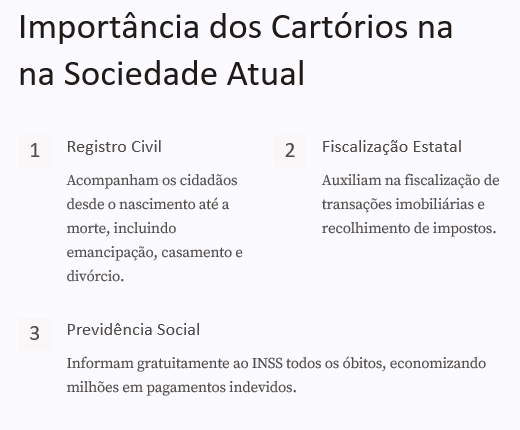 Importância dos Cartórios na
na Sociedade Atual
1
Registro Civil
Acompanham os cidadãos
desde o nascimento até a
morte, incluindo
emancipação, casamento e
divórcio.
2
Fiscalização Estatal
Auxiliam na fiscalização de
transações imobiliárias e
recolhimento de impostos.
3
Previdência Social
Informam gratuitamente ao INSS todos os óbitos, economizando
milhões em pagamentos indevidos.